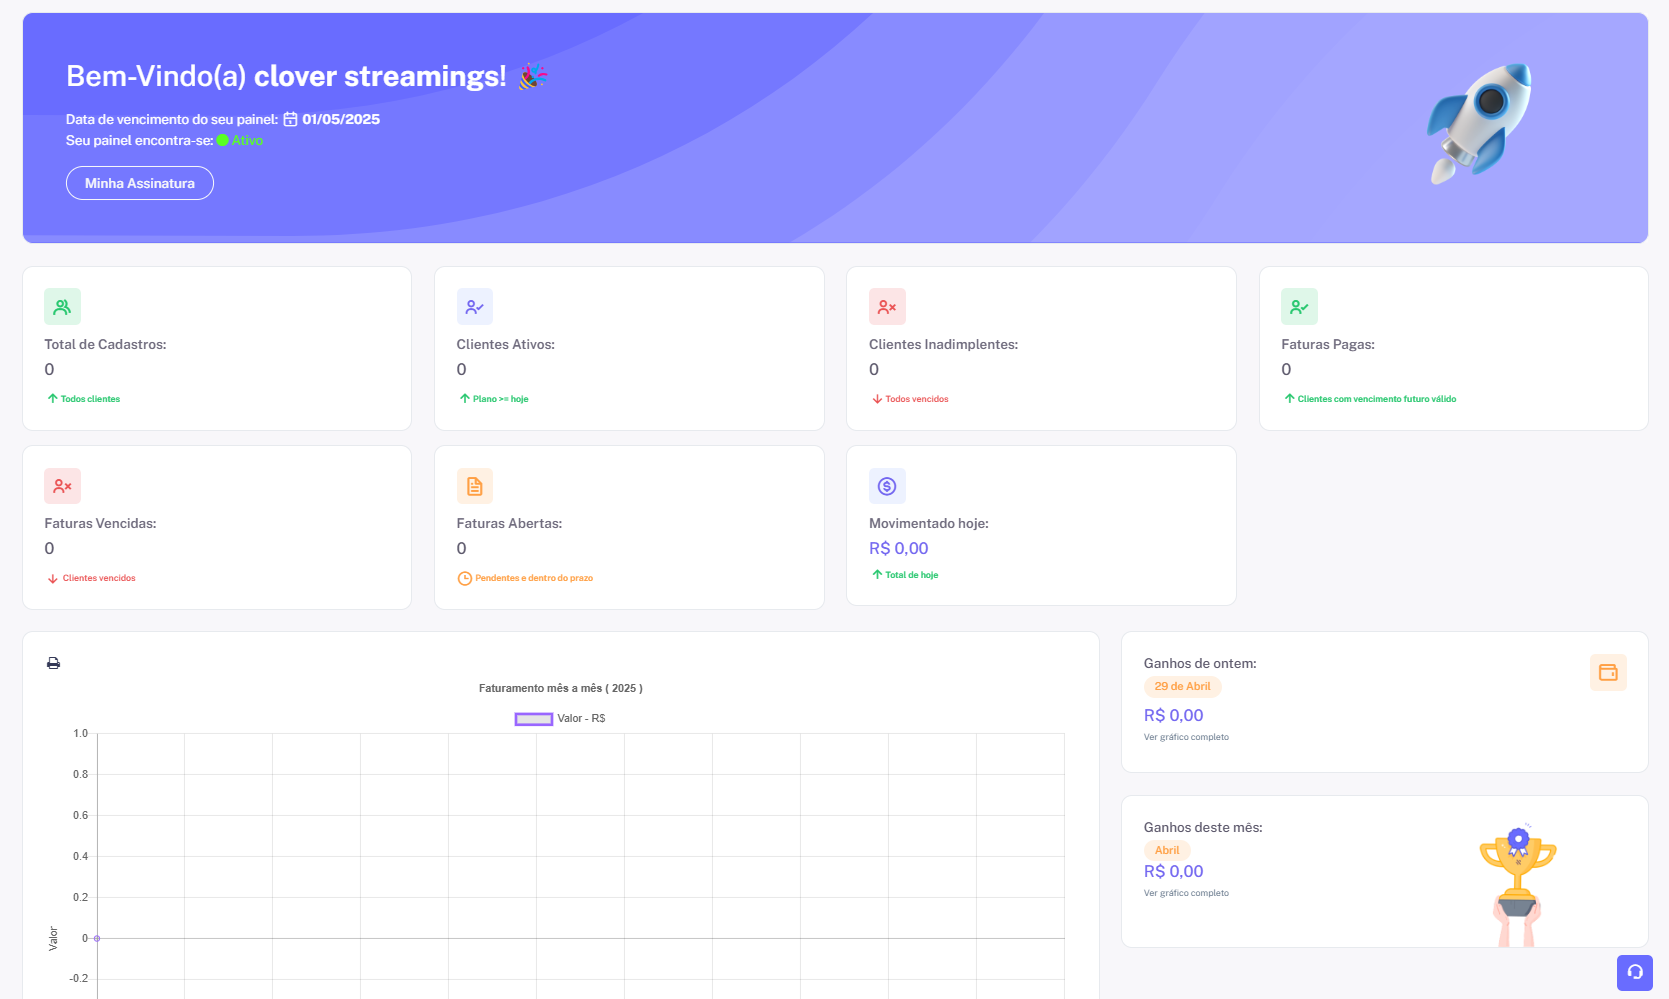 Bem-Vindo(a) clover streamings! 🎉
Data de vencimento do seu painel: 01/05/2025
Seu painel encontra-se: Ativo
Minha Assinatura
Total de Cadastros:
0
Todos clientes
Clientes Ativos:
0
Plano >= hoje
Clientes Inadimplentes:
0
Todos vencidos
Faturas Pagas:
0
Clientes com vencimento futuro válido
Faturas Vencidas:
0
Clientes vencidos
Faturas Abertas:
0
Pendentes e dentro do prazo
Movimentado hoje:
R$ 0,00
Total de hoje
Faturamento mês a mês ( 2025 )
Valor - R$
1.0
0.8
0.6
0.4
0.2
0
-0.2
Valor
Ganhos de ontem:
29 de Abril
R$ 0,00
Ver gráfico completo
Ganhos deste mês:
Abril
R$ 0,00
Ver gráfico completo